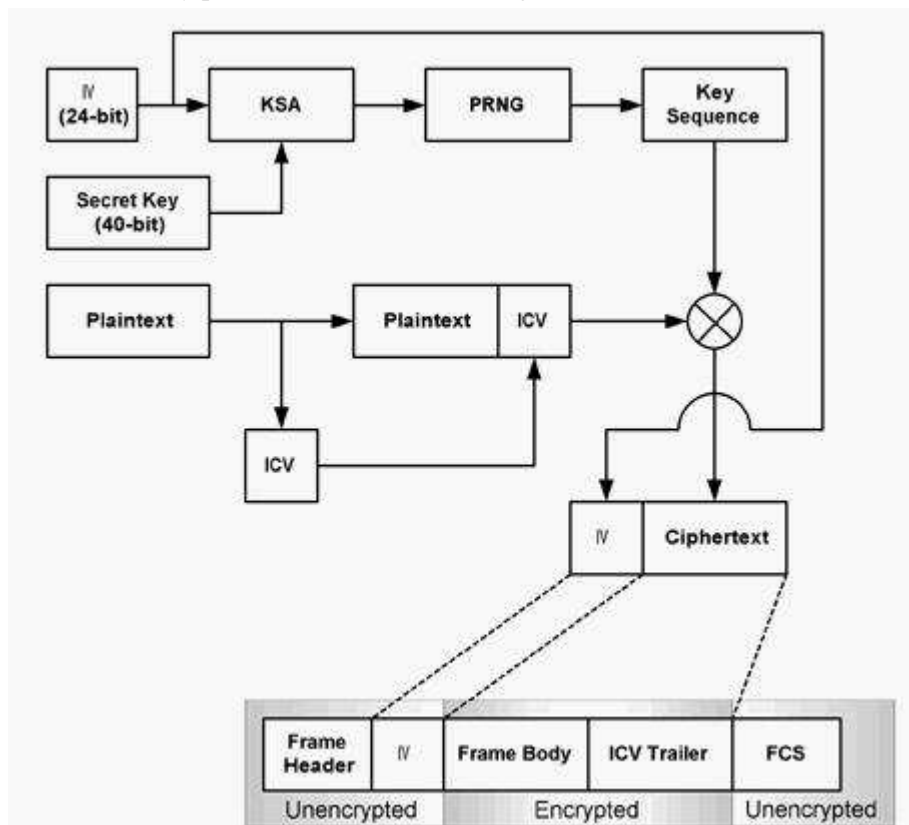 IV
(24-bit)
KSA
PRNG
Key
Sequence
Secret Key
(40-bit)
Plaintext
Plaintext
ICV
ICV
IV
Ciphertext
Frame
Header
IV
Frame Body
ICV Trailer
FCS
Unencrypted
Encrypted
Unencrypted